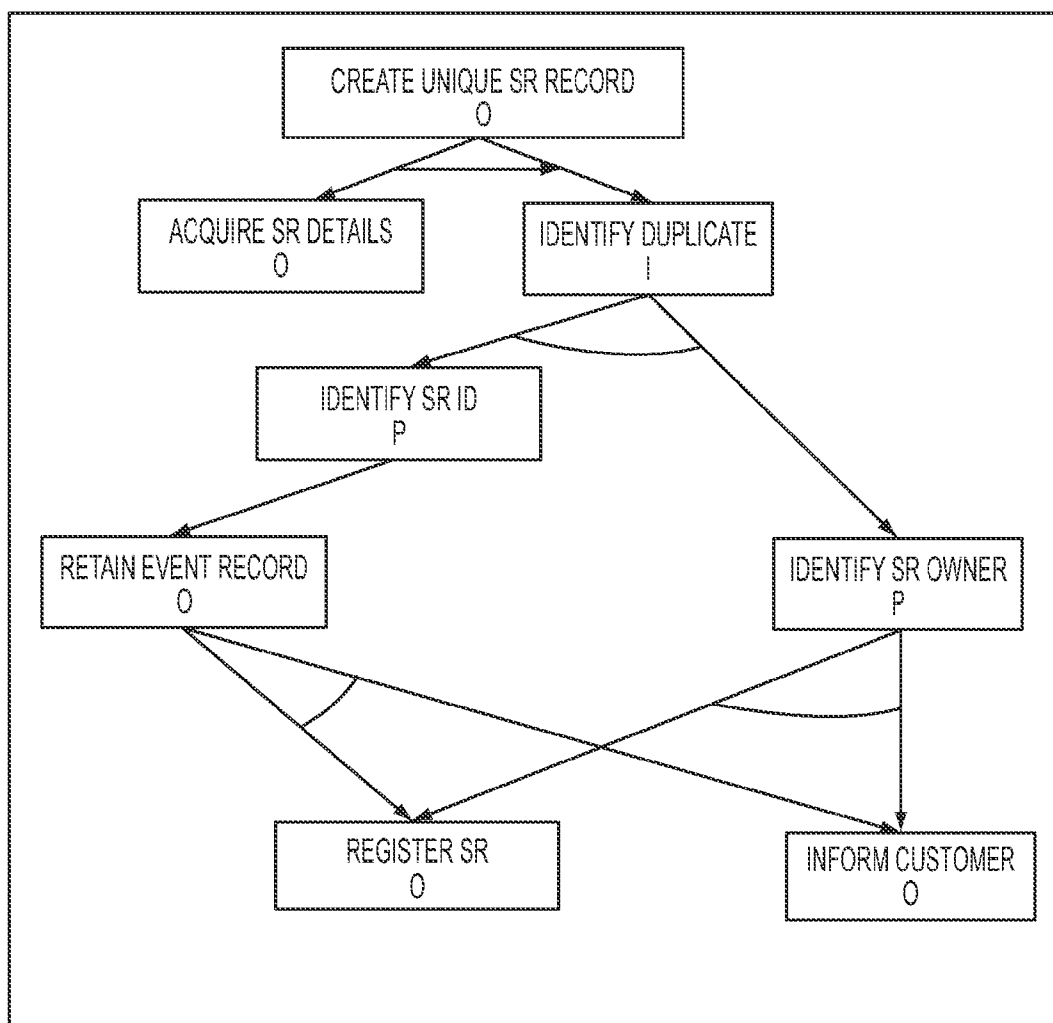 CREATE UNIQUE SR RECORD
O
ACQUIRE SR DETAILS
O
IDENTIFY DUPLICATE
I
IDENTIFY SR ID
P
RETAIN EVENT RECORD
O
IDENTIFY SR OWNER
P
REGISTER SR
O
INFORM CUSTOMER
O